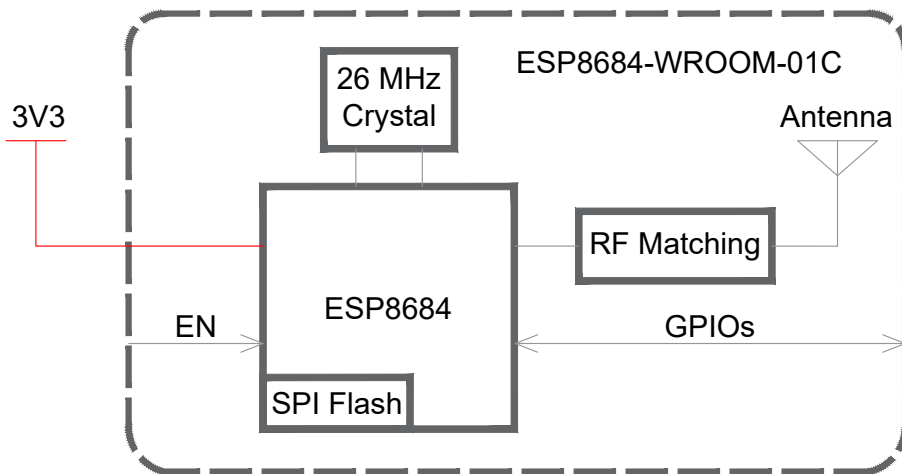 ESP8684-WROOM-01C
26 MHz
Crystal
3V3
Antenna
RF Matching
ESP8684
EN
GPIOs
SPI Flash